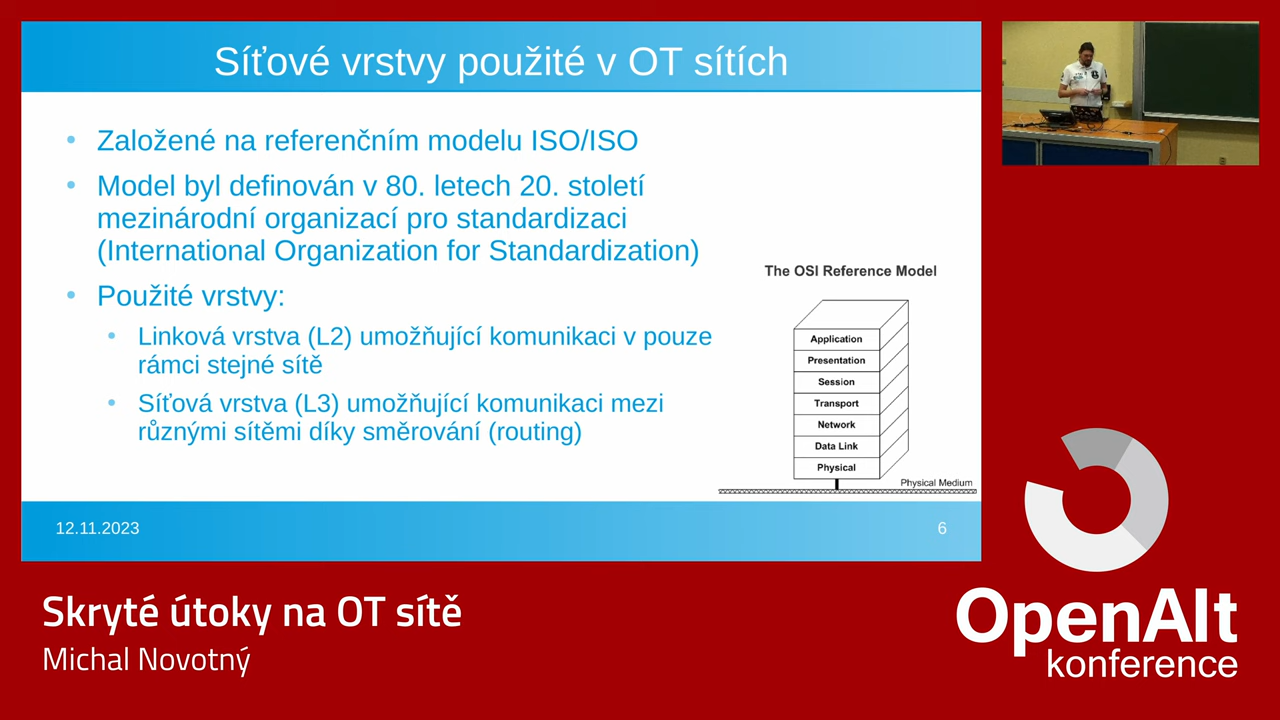 Síťové vrstvy použité v OT sítích
Založené na referenčním modelu ISO/ISO
Model byl definován v 80. letech 20. století
mezinárodní organizací pro standardizaci
(International Organization for Standardization)
Použité vrstvy:
Linková vrstva (L2) umožňující komunikaci v pouze
rámci stejné sítě
Síťová vrstva (L3) umožňující komunikaci mezi
různými sítěmi díky směrování (routing)
The OSI Reference Model
Application
Presentation
Session
Transport
Network
Data Link
Physical
Physical Medium
12.11.2023
6
Skryté útoky na OT sítě
Michal Novotný
OpenAlt
konference